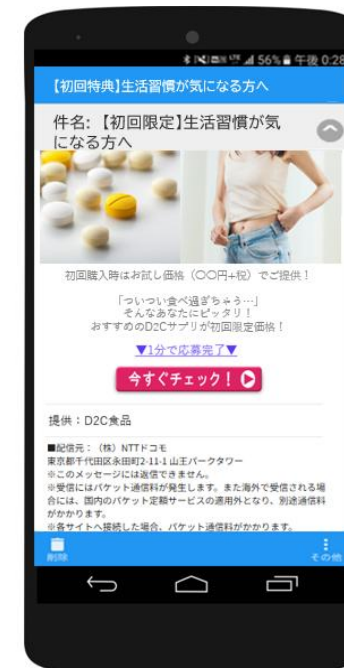 56% 午後 0:28
【初回特典】生活習慣が気になる方へ
件名:【初回限定】生活習慣が気
になる方へ
初回購入時はお試し価格（〇〇円+税）でご提供！
「ついつい食べ過ぎちゃう…」
そんなあなたにピッタリ！
おすすめのD2Cサプリが初回限定価格！
▼1分で応募完了▼
今すぐチェック！
提供：D2C食品
■配信元：（株）NTTドコモ
東京都千代田区永田町2-11-1 山王パークタワー
※このメッセージには返信できません。
※受信にはパケット通信料が発生します。また海外で受信される場
合には、国内のパケット定額サービスの適用外となり、別途通信料
がかかります。
※各サイトへ接続した場合、パケット通信料がかかります。
削除
その他